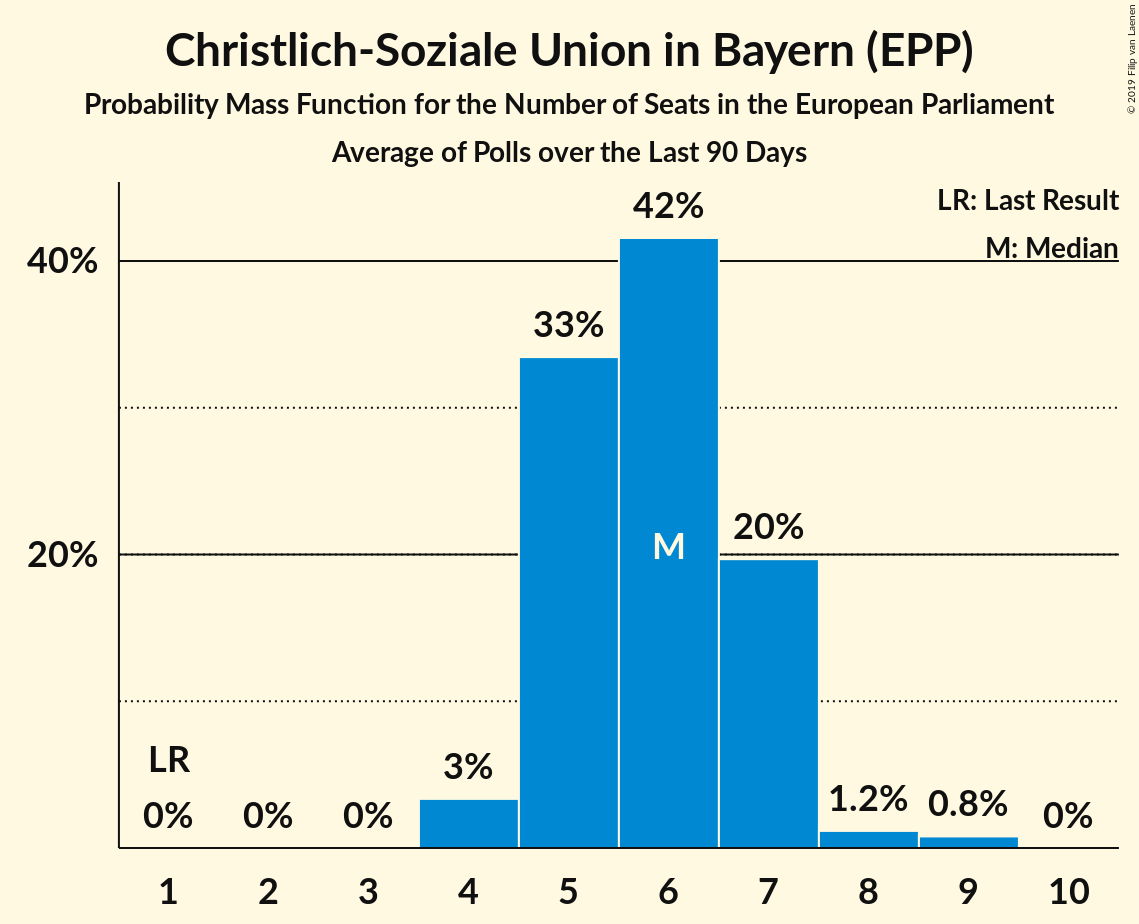 Christlich-Soziale Union in Bayern (EPP)
Probability Mass Function for the Number of Seats in the European Parliament
Average of Polls over the Last 90 Days
© 2019 Filip van Laenen
LR: Last Result
M: Median
42%
40%
33%
20%
20%
M
LR
3%
0%
0%
0%
1.2%
0.8%
0%
1 2 3 4 5 6 7 8 9 10